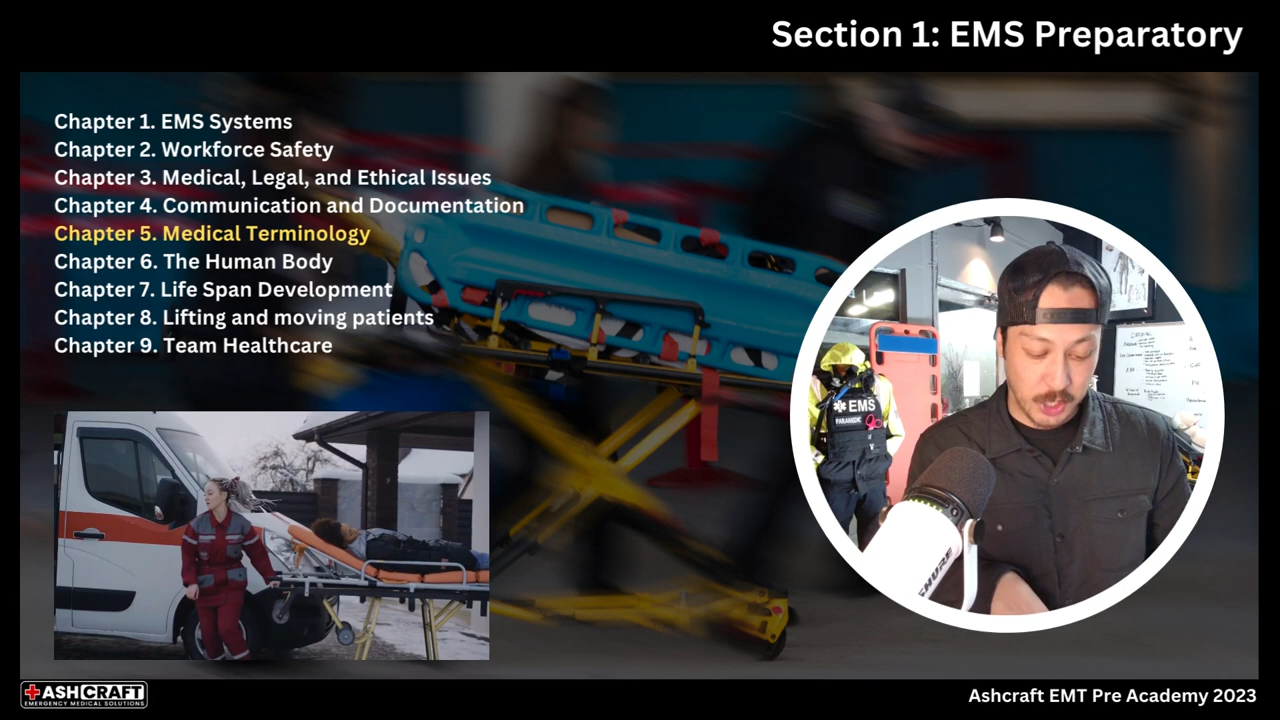 Section 1: EMS Preparatory
Chapter 1. EMS Systems
Chapter 2. Workforce Safety
Chapter 3. Medical, Legal, and Ethical Issues
Chapter 4. Communication and Documentation
Chapter 5. Medical Terminology
Chapter 6. The Human Body
Chapter 7. Life Span Development
Chapter 8. Lifting and moving patients
Chapter 9. Team Healthcare
EMS
PARAMEDIC
SHURE
ASHCRAFT
EMERGENCY MEDICAL SOLUTIONS
Ashcraft EMT Pre Academy 2023